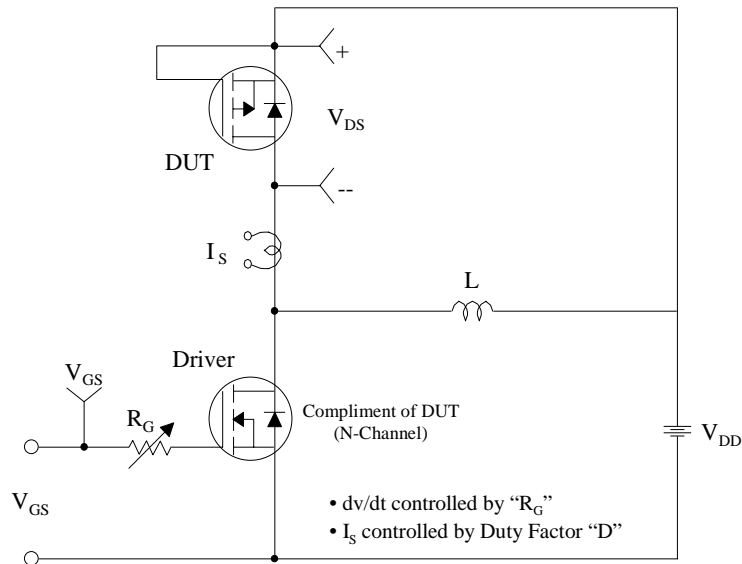 +
V_DS
DUT
--
I_S
L
Driver
V_GS
R_G
Compliment of DUT
(N-Channel)
V_DD
V_GS
• dv/dt controlled by “R_G”
• I_S controlled by Duty Factor “D”